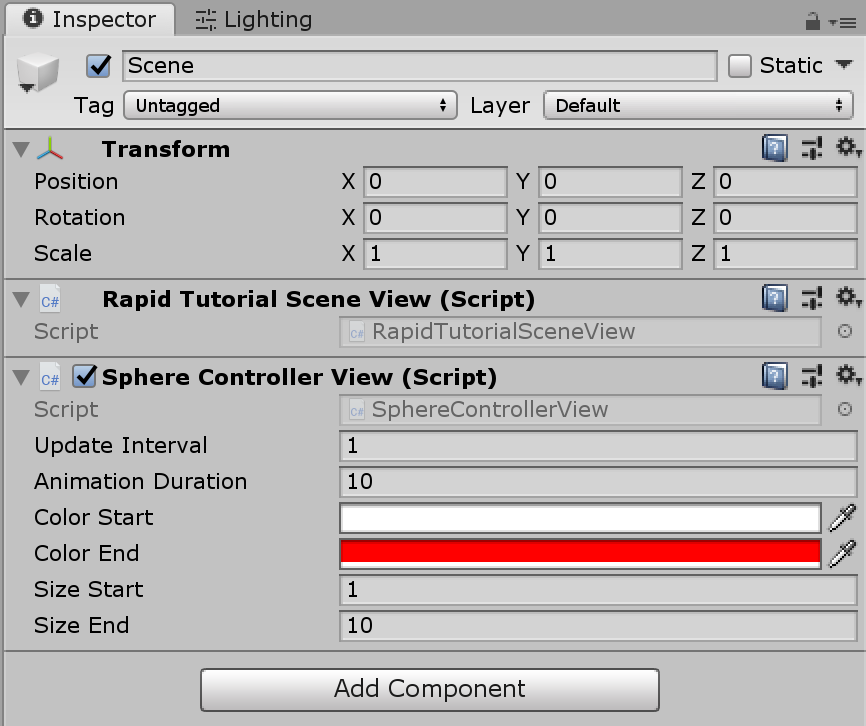 Inspector Lighting
Scene Static
Tag Untagged Layer Default
Transform
Position X 0 Y 0 Z 0
Rotation X 0 Y 0 Z 0
Scale X 1 Y 1 Z 1
C# Rapid Tutorial Scene View (Script)
Script C# RapidTutorialSceneView
C# Sphere Controller View (Script)
Script C# SphereControllerView
Update Interval 1
Animation Duration 10
Color Start
Color End
Size Start 1
Size End 10
Add Component